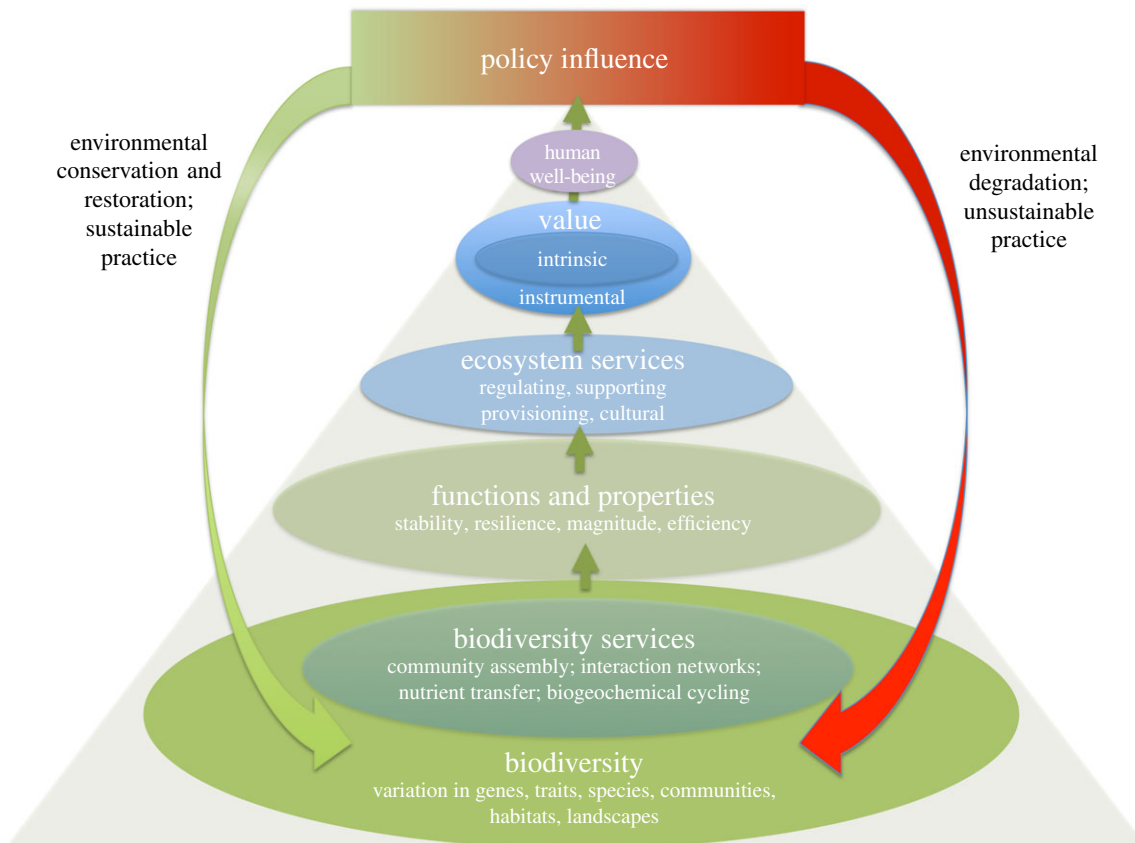 policy influence
environmental
conservation and
restoration;
sustainable
practice
environmental
degradation;
unsustainable
practice
human
well-being
value
intrinsic
instrumental
ecosystem services
regulating, supporting
provisioning, cultural
functions and properties
stability, resilience, magnitude, efficiency
biodiversity services
community assembly; interaction networks;
nutrient transfer; biogeochemical cycling
biodiversity
variation in genes, traits, species, communities,
habitats, landscapes